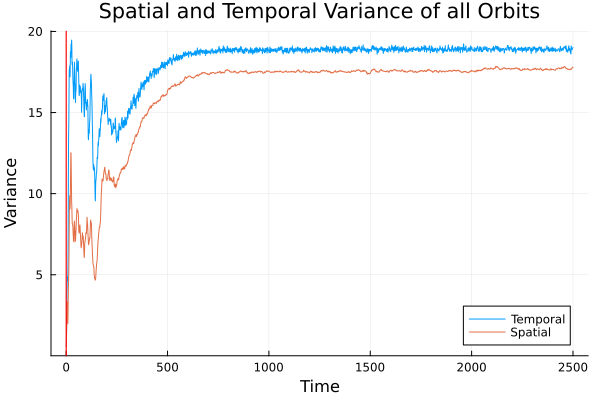 Spatial and Temporal Variance of all Orbits
20
15
10
5
Variance
0
500
1000
1500
2000
2500
Time
Temporal
Spatial